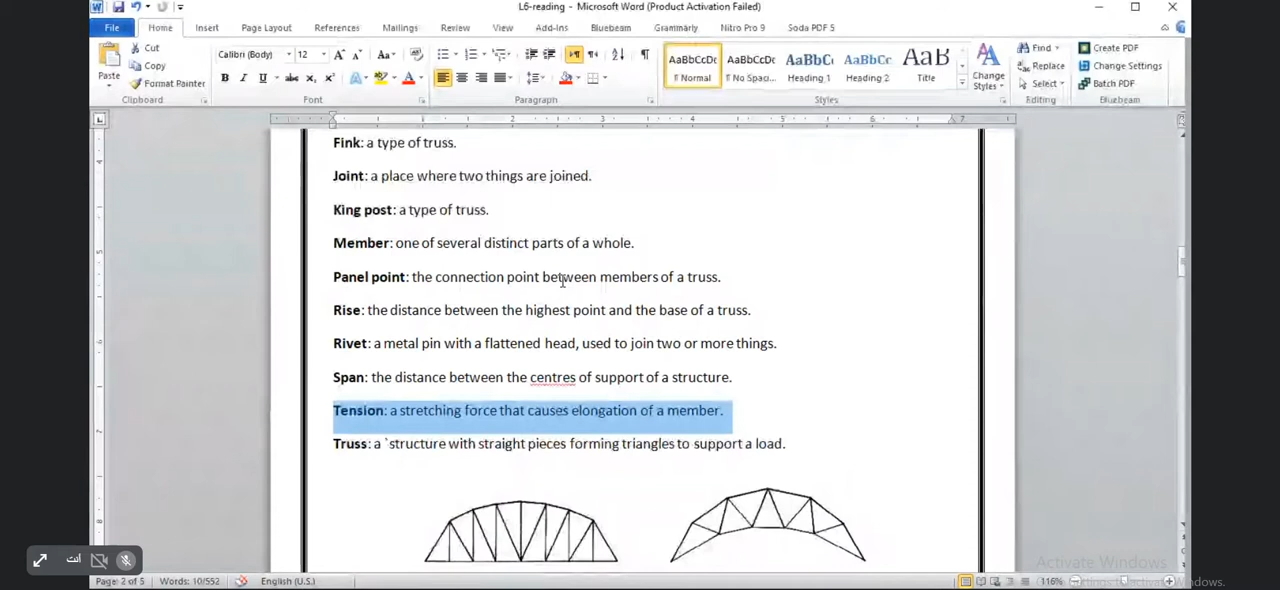 L6-reading - Microsoft Word (Product Activation Failed)
File Home Insert Page Layout References Mailings Review View Add-Ins Bluebeam Grammarly Nitro Pro 9 Soda PDF 5
Paste
Cut
Copy
Format Painter
Clipboard
Calibri (Body) 12
Font
Paragraph
AaBbCcDc AaBbCcDc AaBbC AaBbCc AaB
¶ Normal ¶ No Spaci... Heading 1 Heading 2 Title
Change Styles
Styles
Find
Replace
Select
Editing
Create PDF
Change Settings
Batch PDF
Bluebeam
Fink: a type of truss.
Joint: a place where two things are joined.
King post: a type of truss.
Member: one of several distinct parts of a whole.
Panel point: the connection point between members of a truss.
Rise: the distance between the highest point and the base of a truss.
Rivet: a metal pin with a flattened head, used to join two or more things.
Span: the distance between the centres of support of a structure.
Tension: a stretching force that causes elongation of a member.
Truss: a `structure with straight pieces forming triangles to support a load.
انت
Activate Windows
Page: 2 of 5 Words: 10/552 English (U.S.) 116%